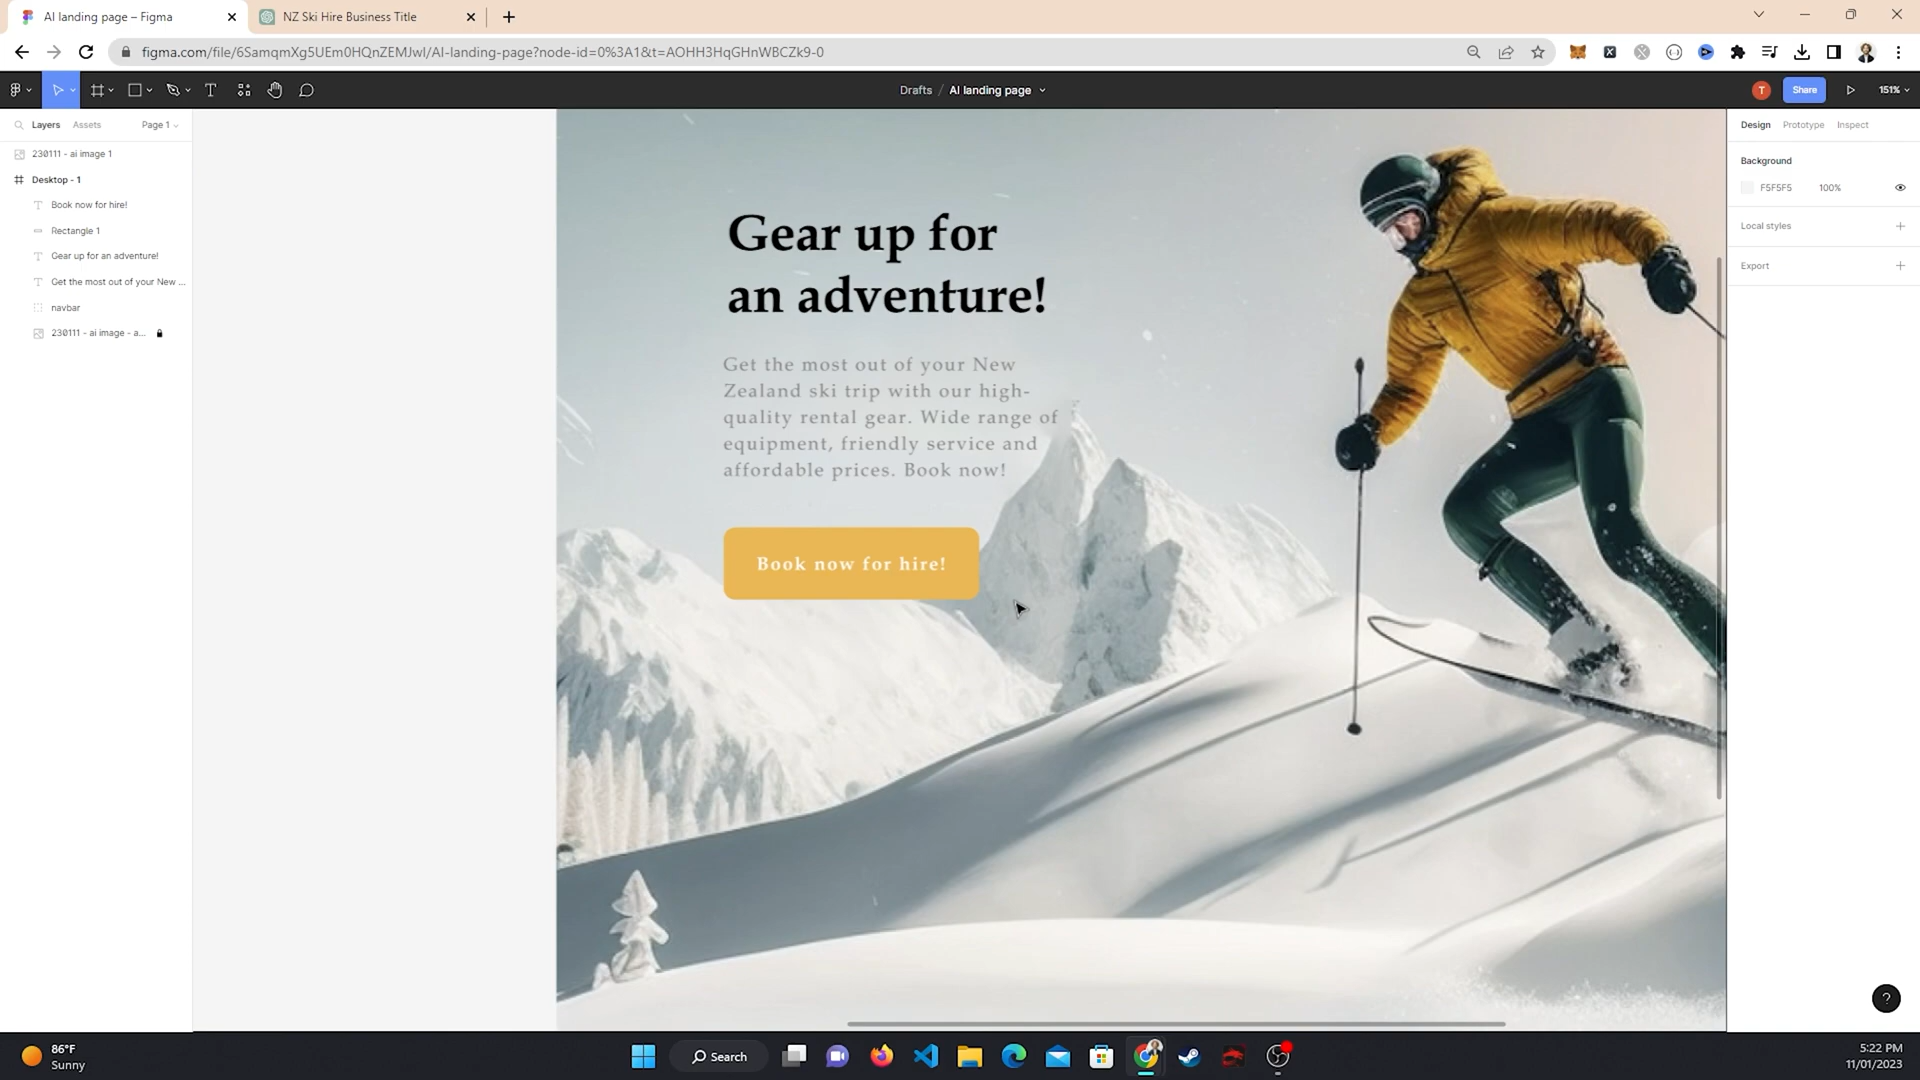 AI landing page – Figma
NZ Ski Hire Business Title
figma.com/file/6SamqmXg5UEm0HQnZEMJwI/AI-landing-page?node-id=0%3A1&t=AOHH3HqGHnWBCZk9-0
Drafts / AI landing page
T
Share
151%
Layers
Assets
Page 1
230111 - ai image 1
Desktop - 1
Book now for hire!
Rectangle 1
Gear up for an adventure!
Get the most out of your New ...
navbar
230111 - ai image - a...
Gear up for
an adventure!
Get the most out of your New
Zealand ski trip with our high-
quality rental gear. Wide range of
equipment, friendly service and
affordable prices. Book now!
Book now for hire!
Design
Prototype
Inspect
Background
F5F5F5
100%
Local styles
Export
?
86°F
Sunny
Search
5:22 PM
11/01/2023